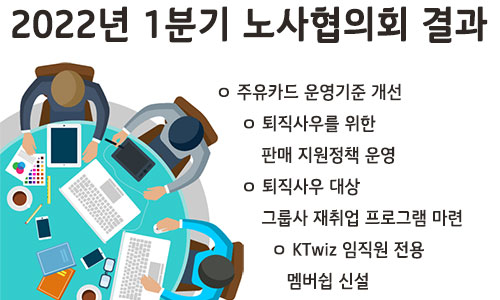 2022년 1분기 노사협의회 결과
ㅇ 주유카드 운영기준 개선
ㅇ 퇴직사우를 위한
판매 지원정책 운영
ㅇ 퇴직사우 대상
그룹사 재취업 프로그램 마련
ㅇ KTwiz 임직원 전용
멤버쉽 신설